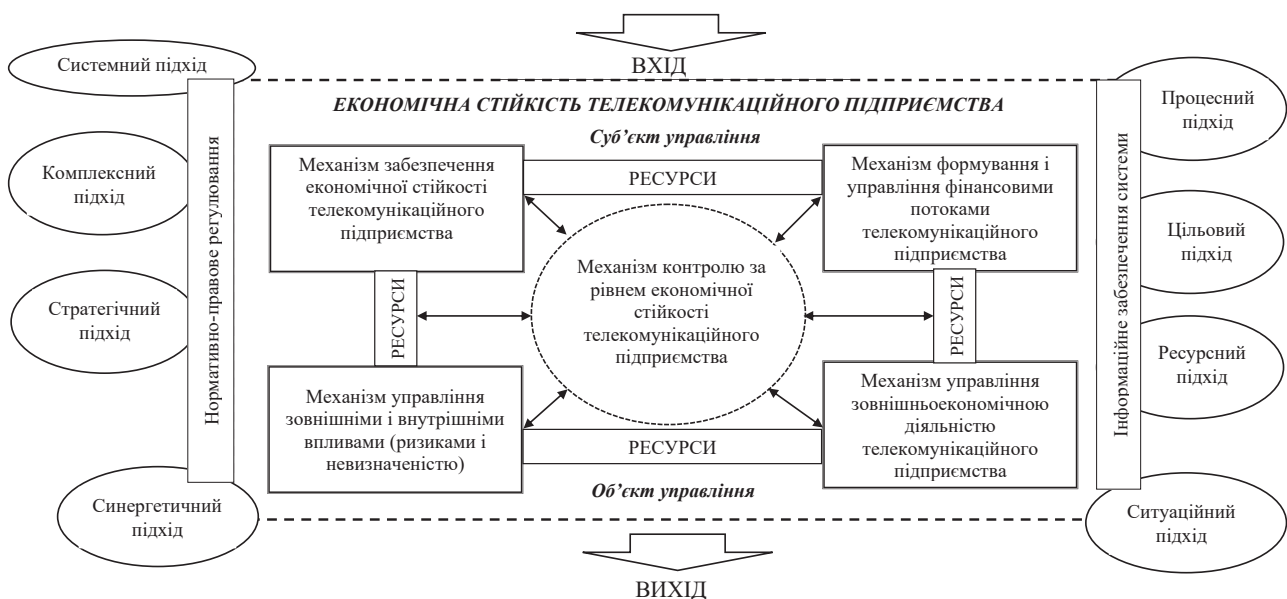 ВХІД
ЕКОНОМІЧНА СТІЙКІСТЬ ТЕЛЕКОМУНІКАЦІЙНОГО ПІДПРИЄМСТВА
Суб’єкт управління
Системний підхід
Комплексний
підхід
Стратегічний
підхід
Синергетичний
підхід
Нормативно-правове регулювання
Механізм забезпечення
економічної стійкості
телекомунікаційного
підприємства
РЕСУРСИ
Механізм формування і
управління фінансовими
потоками
телекомунікаційного
підприємства
РЕСУРСИ
Механізм контролю за
рівнем економічної
стійкості
телекомунікаційного
підприємства
РЕСУРСИ
Механізм управління
зовнішніми і внутрішніми
впливами (ризиками і
невизначеністю)
РЕСУРСИ
Механізм управління
зовнішньоекономічною
діяльністю
телекомунікаційного
підприємства
Об’єкт управління
Інформаційне забезпечення системи
Процесний
підхід
Цільовий
підхід
Ресурсний
підхід
Ситуаційний
підхід
ВИХІД